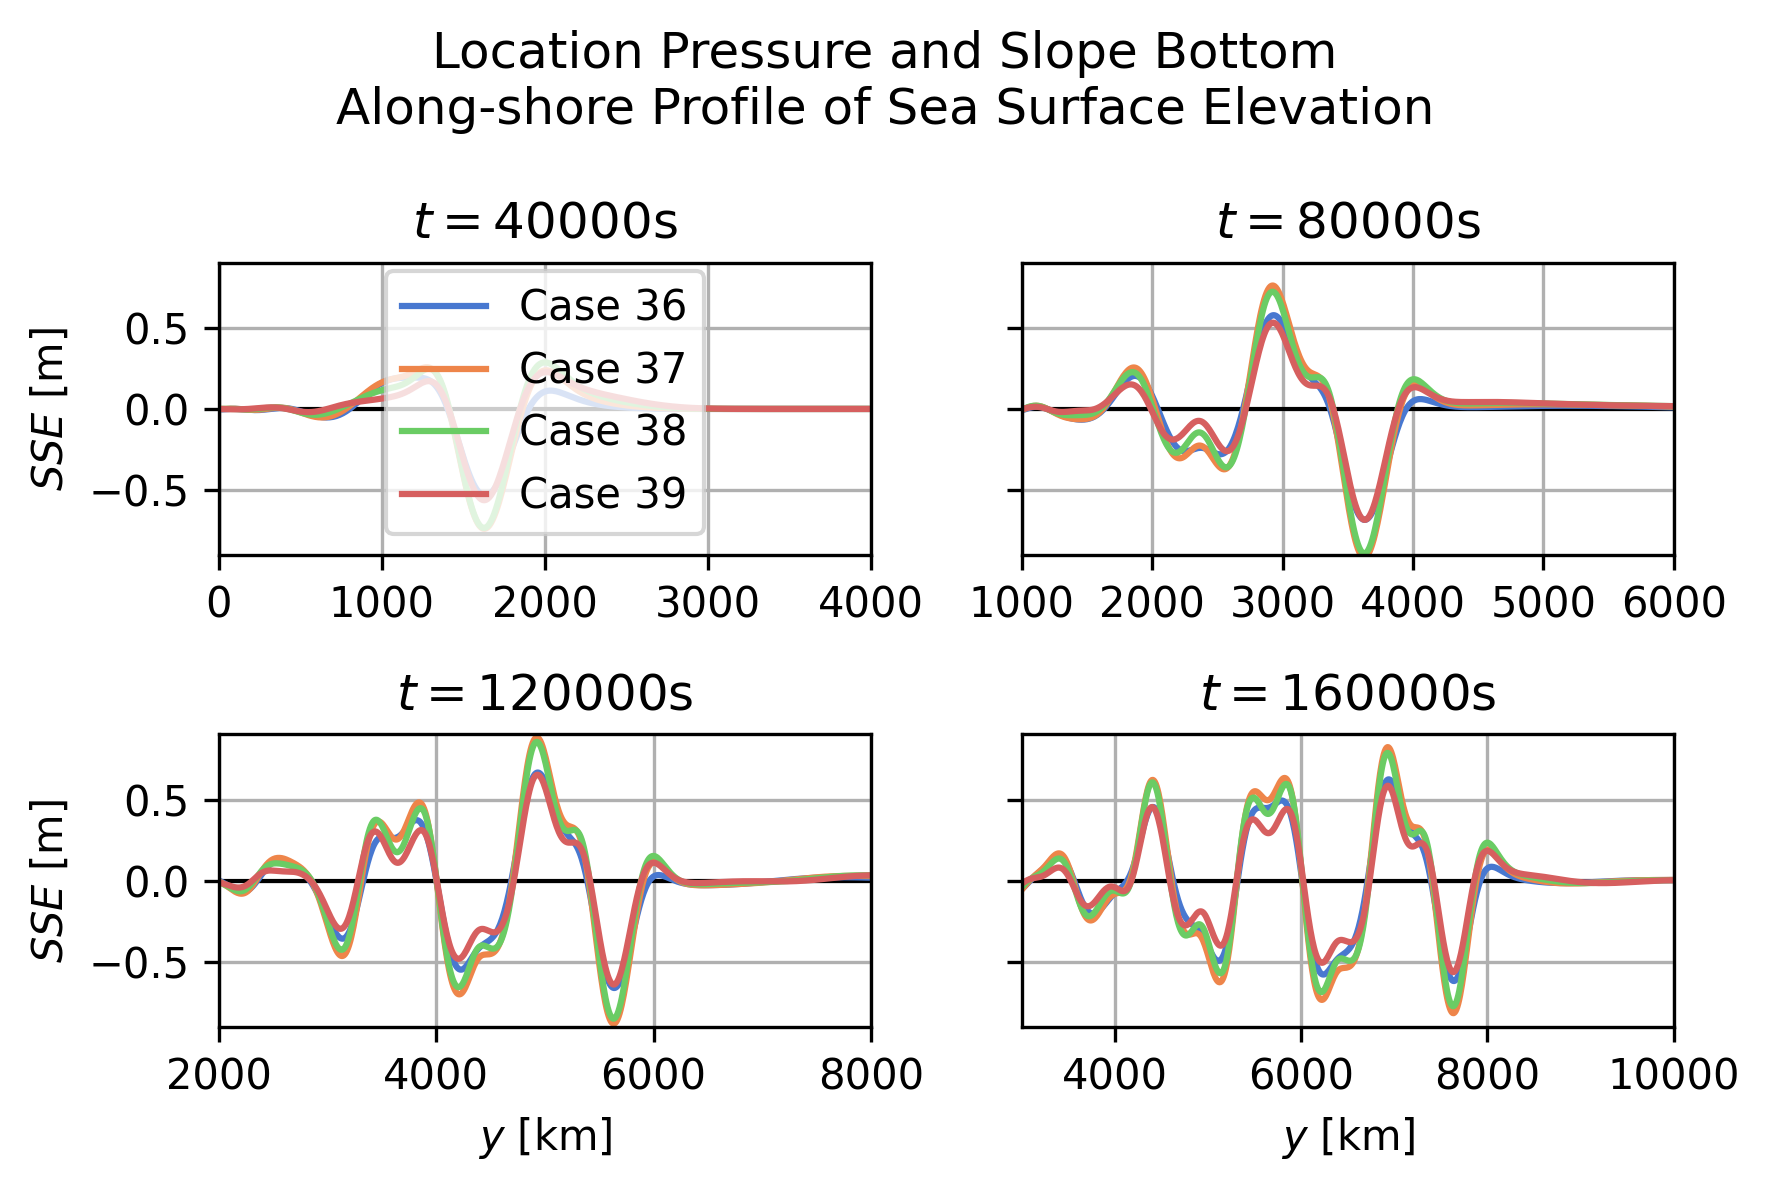 Location Pressure and Slope Bottom
Along-shore Profile of Sea Surface Elevation
t = 40000s
t = 80000s
SSE [m]
0.5
0.0
−0.5
Case 36
Case 37
Case 38
Case 39
0 1000 2000 3000 4000
1000 2000 3000 4000 5000 6000
t = 120000s
t = 160000s
SSE [m]
0.5
0.0
−0.5
2000 4000 6000 8000
4000 6000 8000 10000
y [km]
y [km]